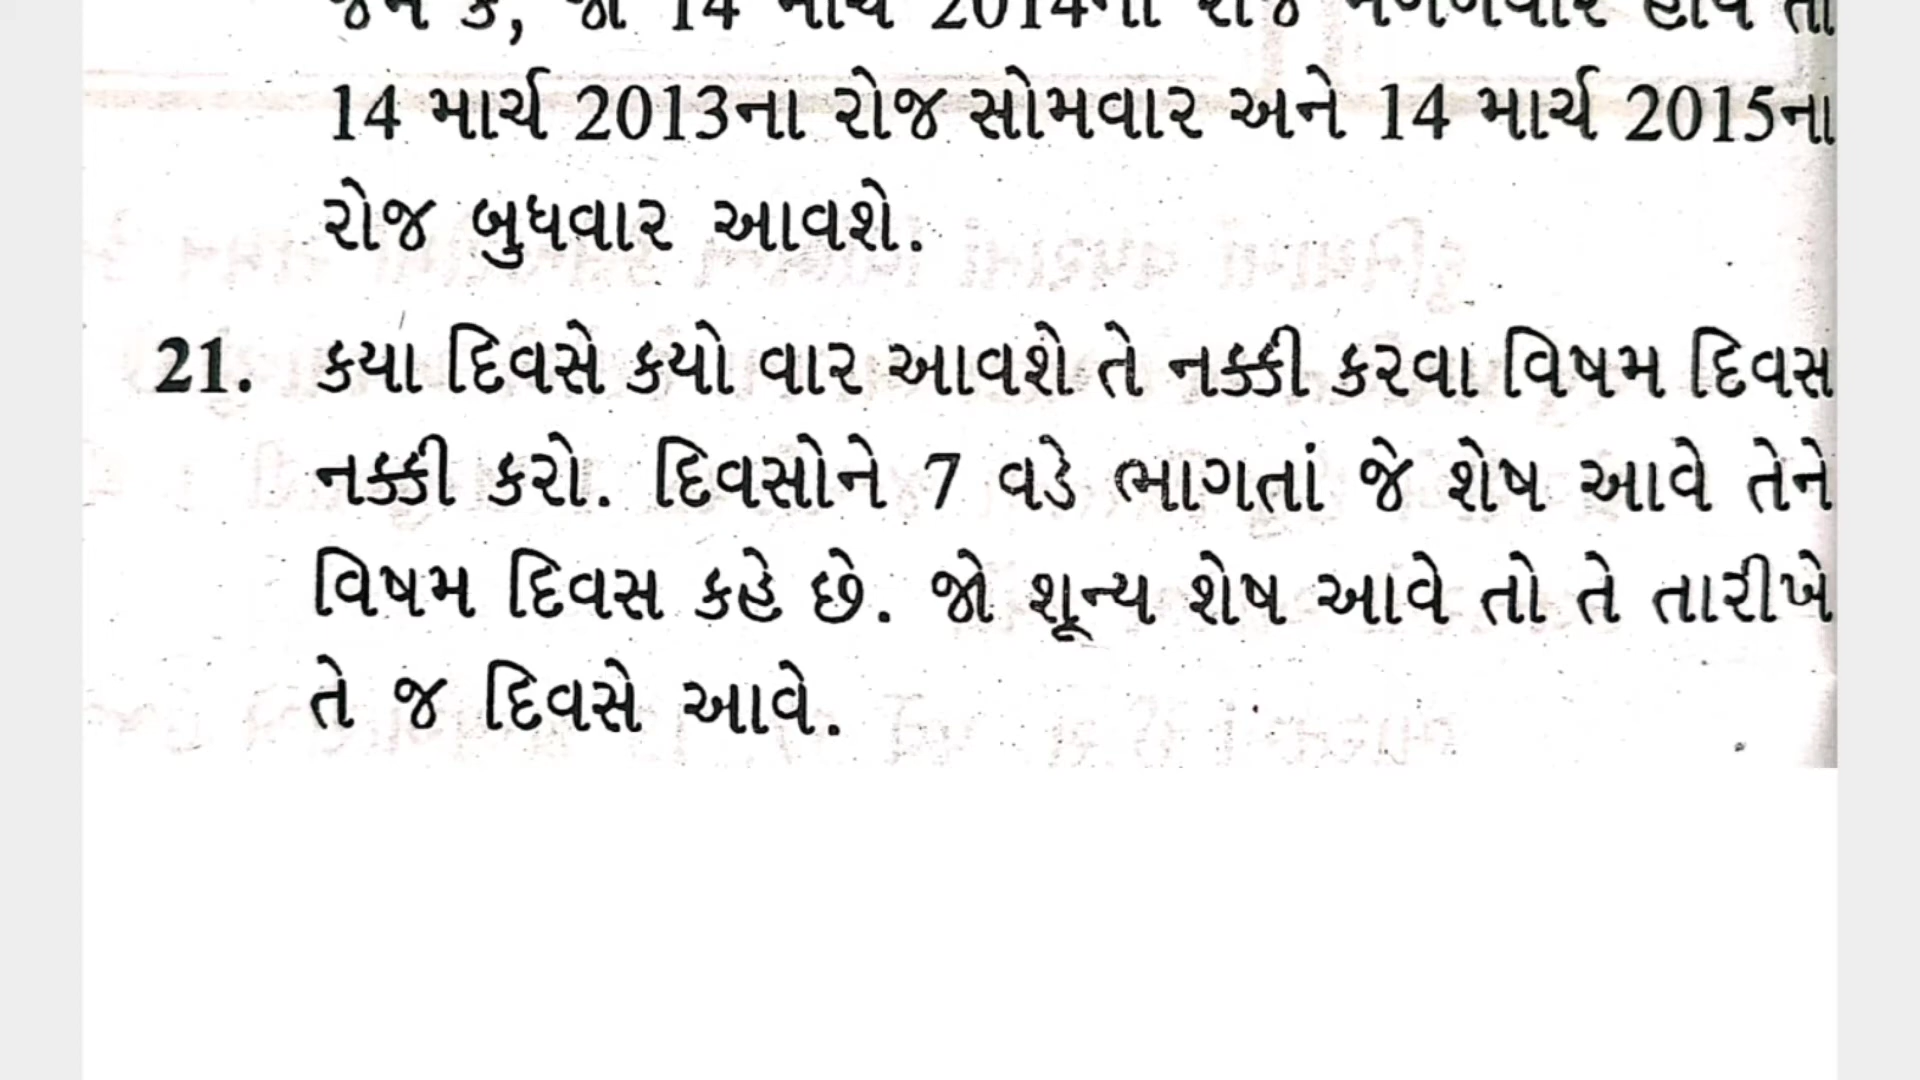 14 માર્ચ 2013ના રોજ સોમવાર અને 14 માર્ચ 2015ના
રોજ બુધવાર આવશે.
21. કયા દિવસે કયો વાર આવશે તે નક્કી કરવા વિષમ દિવસ
નક્કી કરો. દિવસોને 7 વડે ભાગતાં જે શેષ આવે તેને
વિષમ દિવસ કહે છે. જો શૂન્ય શેષ આવે તો તે તારીખે
તે જ દિવસે આવે.